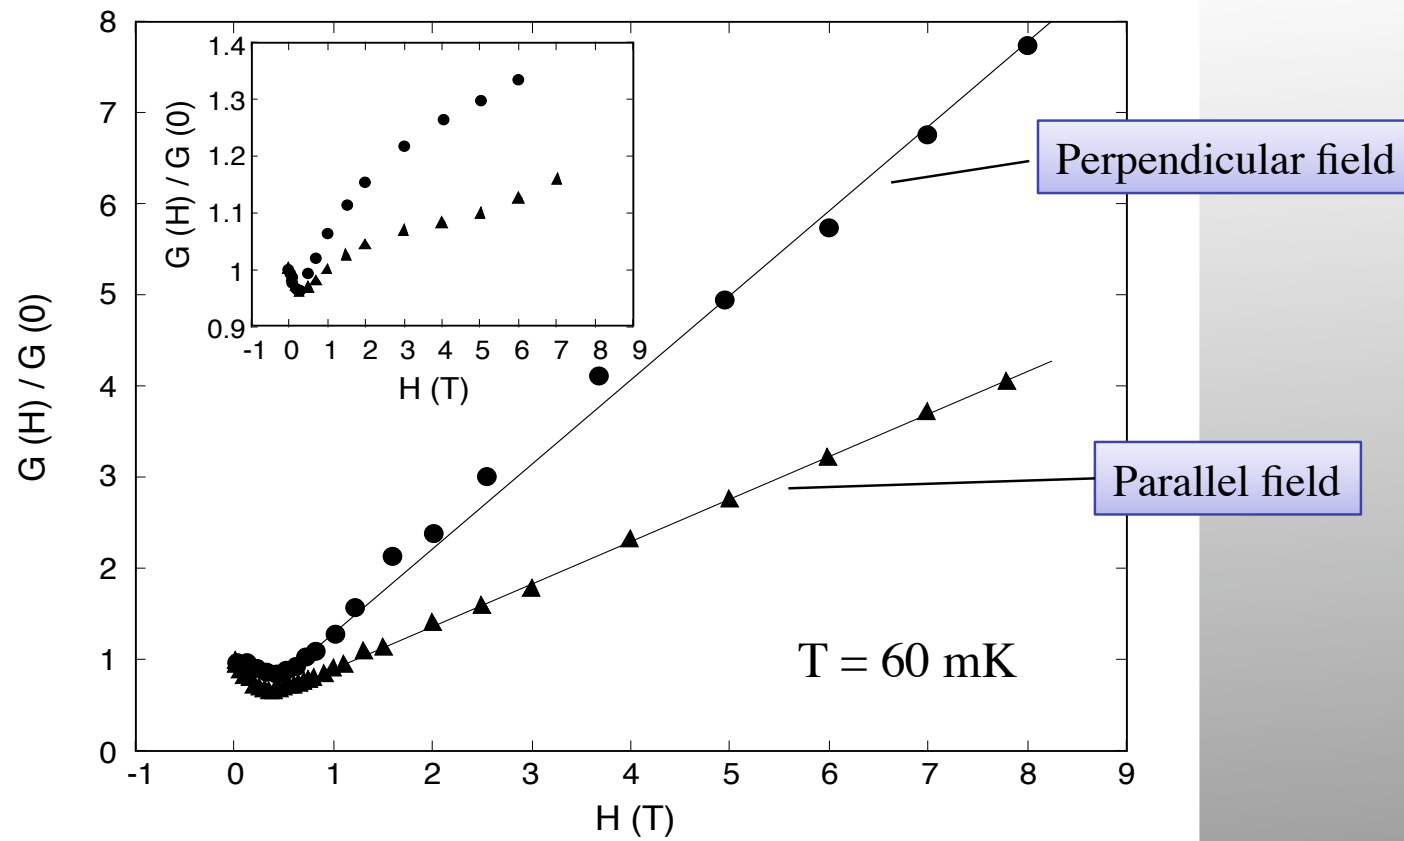 8
7
6
5
4
3
2
1
0
-1 0 1 2 3 4 5 6 7 8 9
H (T)
G (H) / G (0)
1.4
1.3
1.2
1.1
1
0.9
-1 0 1 2 3 4 5 6 7 8 9
H (T)
G (H) / G (0)
Perpendicular field
Parallel field
T = 60 mK